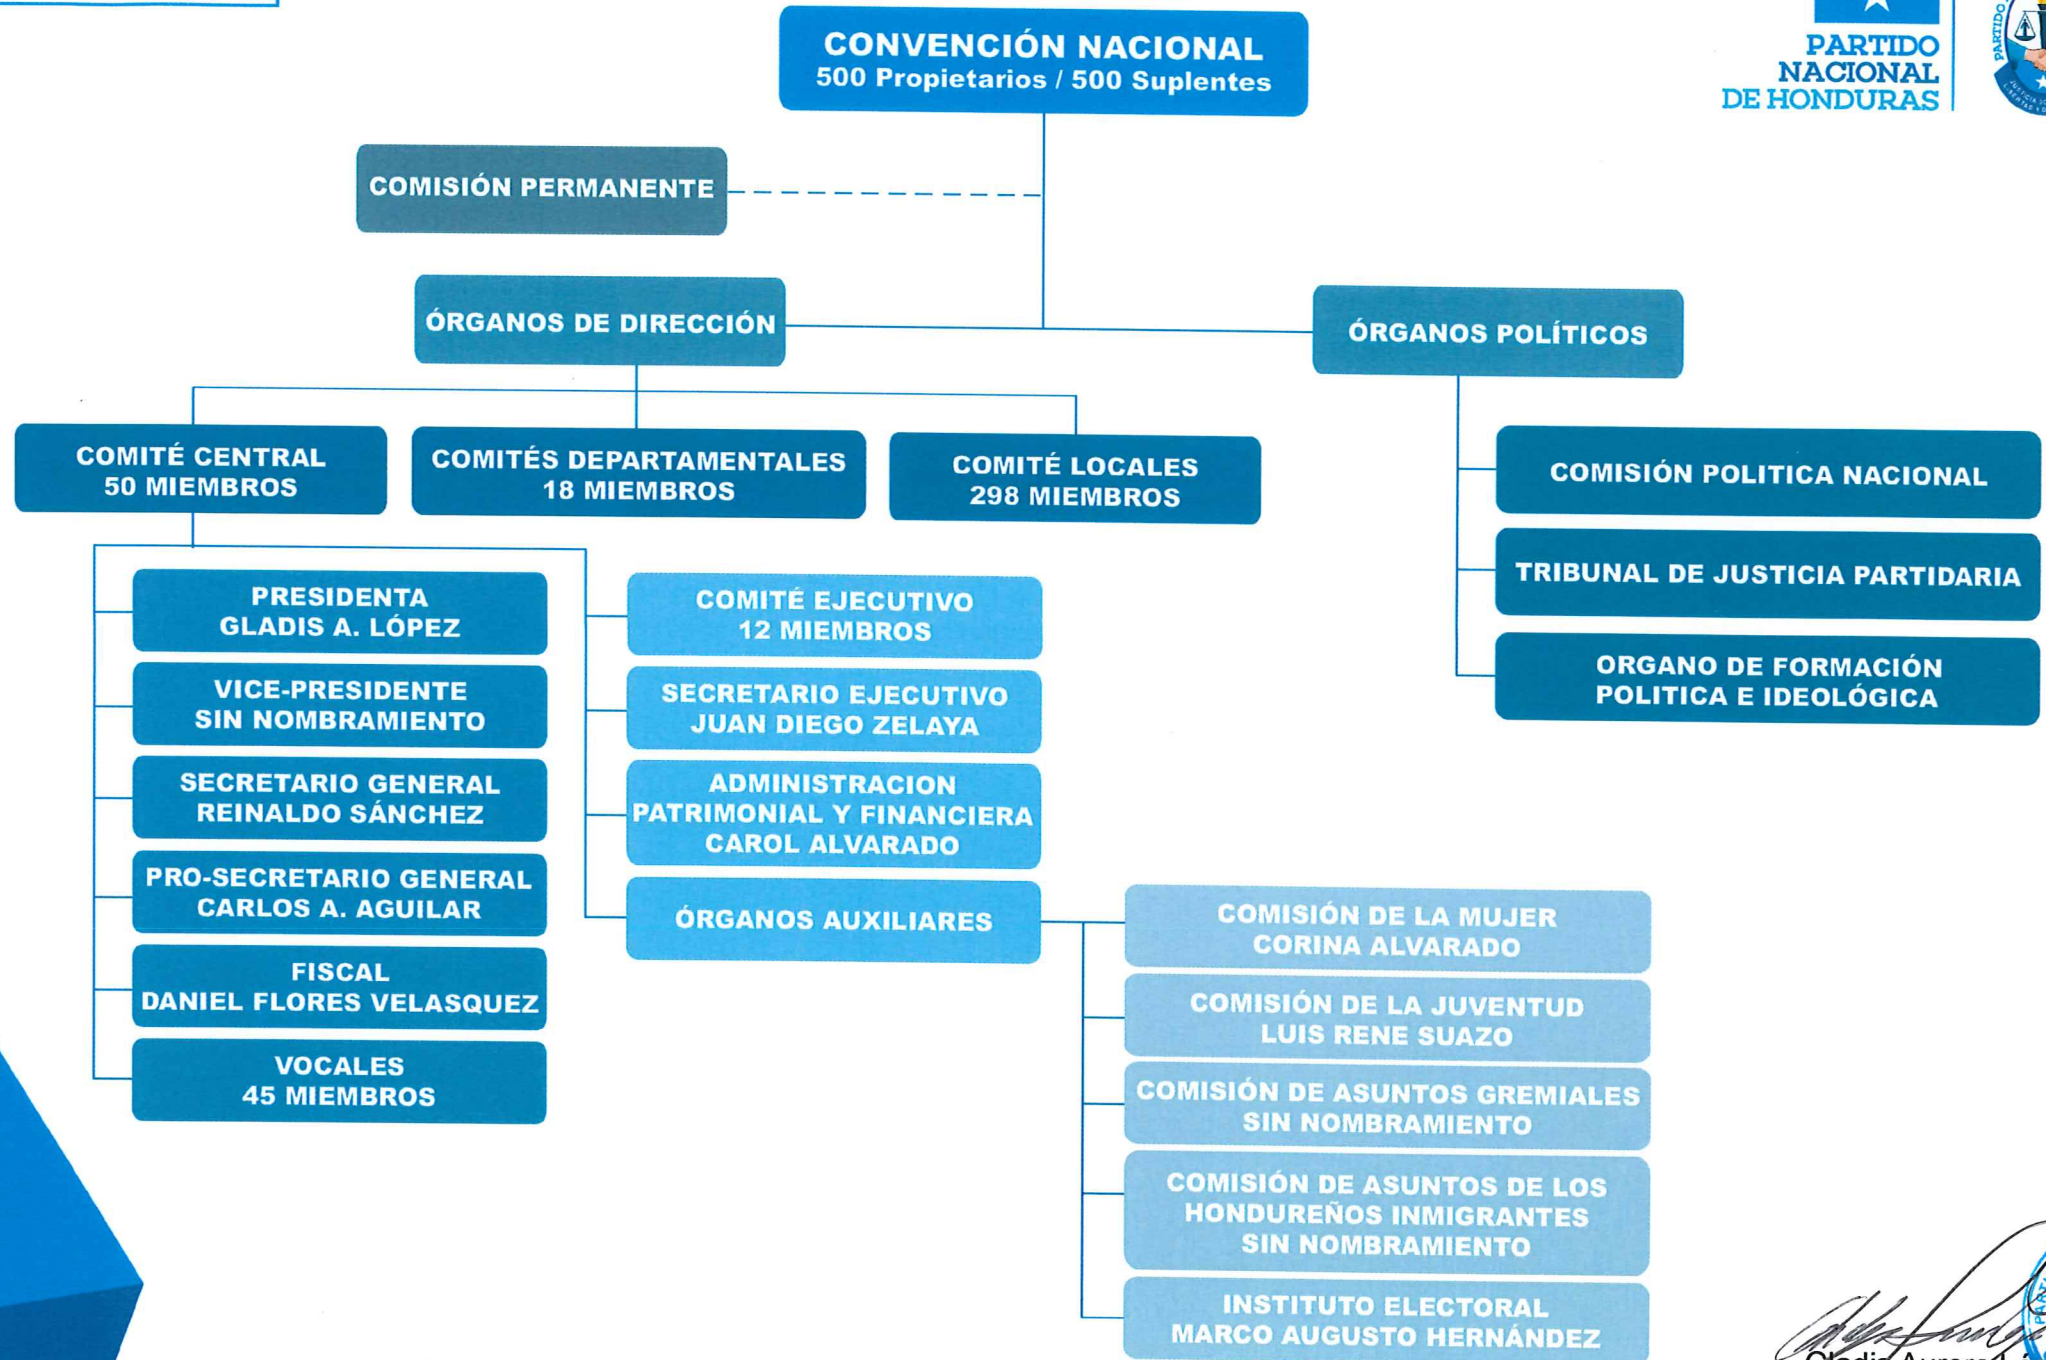 CONVENCIÓN NACIONAL
500 Propietarios / 500 Suplentes
PARTIDO
NACIONAL
DE HONDURAS
COMISIÓN PERMANENTE
ÓRGANOS DE DIRECCIÓN
ÓRGANOS POLÍTICOS
COMITÉ CENTRAL
50 MIEMBROS
COMITÉS DEPARTAMENTALES
18 MIEMBROS
COMITÉ LOCALES
298 MIEMBROS
COMISIÓN POLITICA NACIONAL
TRIBUNAL DE JUSTICIA PARTIDARIA
ORGANO DE FORMACIÓN
POLITICA E IDEOLÓGICA
PRESIDENTA
GLADIS A. LÓPEZ
VICE-PRESIDENTE
SIN NOMBRAMIENTO
SECRETARIO GENERAL
REINALDO SÁNCHEZ
PRO-SECRETARIO GENERAL
CARLOS A. AGUILAR
FISCAL
DANIEL FLORES VELASQUEZ
VOCALES
45 MIEMBROS
COMITÉ EJECUTIVO
12 MIEMBROS
SECRETARIO EJECUTIVO
JUAN DIEGO ZELAYA
ADMINISTRACION
PATRIMONIAL Y FINANCIERA
CAROL ALVARADO
ÓRGANOS AUXILIARES
COMISIÓN DE LA MUJER
CORINA ALVARADO
COMISIÓN DE LA JUVENTUD
LUIS RENE SUAZO
COMISIÓN DE ASUNTOS GREMIALES
SIN NOMBRAMIENTO
COMISIÓN DE ASUNTOS DE LOS
HONDUREÑOS INMIGRANTES
SIN NOMBRAMIENTO
INSTITUTO ELECTORAL
MARCO AUGUSTO HERNÁNDEZ